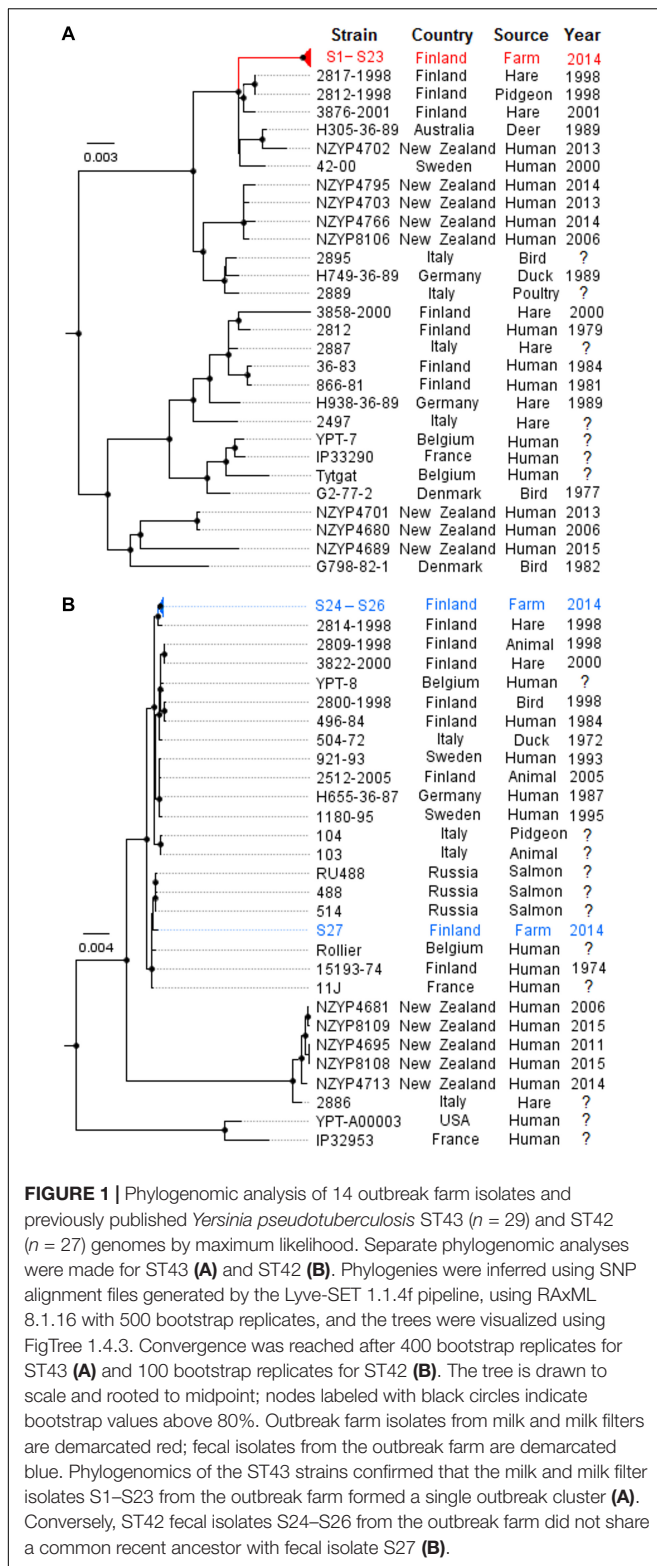 A
Strain Country Source Year
S1–S23 Finland Farm 2014
2817-1998 Finland Hare 1998
2812-1998 Finland Pidgeon 1998
3876-2001 Finland Hare 2001
H305-36-89 Australia Deer 1989
0.003
NZYP4702 New Zealand Human 2013
42-00 Sweden Human 2000
NZYP4795 New Zealand Human 2014
NZYP4703 New Zealand Human 2013
NZYP4766 New Zealand Human 2014
NZYP8106 New Zealand Human 2006
2895 Italy Bird ?
H749-36-89 Germany Duck 1989
2889 Italy Poultry ?
3858-2000 Finland Hare 2000
2812 Finland Human 1979
2887 Italy Hare ?
36-83 Finland Human 1984
866-81 Finland Human 1981
H938-36-89 Germany Hare 1989
2497 Italy Hare ?
YPT-7 Belgium Human ?
IP33290 France Human ?
Tytgat Belgium Human ?
G2-77-2 Denmark Bird 1977
NZYP4701 New Zealand Human 2013
NZYP4680 New Zealand Human 2006
NZYP4689 New Zealand Human 2015
G798-82-1 Denmark Bird 1982
B
S24–S26 Finland Farm 2014
2814-1998 Finland Hare 1998
2809-1998 Finland Animal 1998
3822-2000 Finland Hare 2000
YPT-8 Belgium Human ?
2800-1998 Finland Bird 1998
496-84 Finland Human 1984
504-72 Italy Duck 1972
921-93 Sweden Human 1993
2512-2005 Finland Animal 2005
H655-36-87 Germany Human 1987
1180-95 Sweden Human 1995
104 Italy Pidgeon ?
103 Italy Animal ?
RU488 Russia Salmon ?
488 Russia Salmon ?
514 Russia Salmon ?
S27 Finland Farm 2014
0.004
Rollier Belgium Human ?
15193-74 Finland Human 1974
11J France Human ?
NZYP4681 New Zealand Human 2006
NZYP8109 New Zealand Human 2015
NZYP4695 New Zealand Human 2011
NZYP8108 New Zealand Human 2015
NZYP4713 New Zealand Human 2014
2886 Italy Hare ?
YPT-A00003 USA Human ?
IP32953 France Human ?
FIGURE 1 | Phylogenomic analysis of 14 outbreak farm isolates and
previously published Yersinia pseudotuberculosis ST43 (n = 29) and ST42
(n = 27) genomes by maximum likelihood. Separate phylogenomic analyses
were made for ST43 (A) and ST42 (B). Phylogenies were inferred using SNP
alignment files generated by the Lyve-SET 1.1.4f pipeline, using RAxML
8.1.16 with 500 bootstrap replicates, and the trees were visualized using
FigTree 1.4.3. Convergence was reached after 400 bootstrap replicates for
ST43 (A) and 100 bootstrap replicates for ST42 (B). The tree is drawn to
scale and rooted to midpoint; nodes labeled with black circles indicate
bootstrap values above 80%. Outbreak farm isolates from milk and milk filters
are demarcated red; fecal isolates from the outbreak farm are demarcated
blue. Phylogenomics of the ST43 strains confirmed that the milk and milk filter
isolates S1–S23 from the outbreak farm formed a single outbreak cluster (A).
Conversely, ST42 fecal isolates S24–S26 from the outbreak farm did not share
a common recent ancestor with fecal isolate S27 (B).